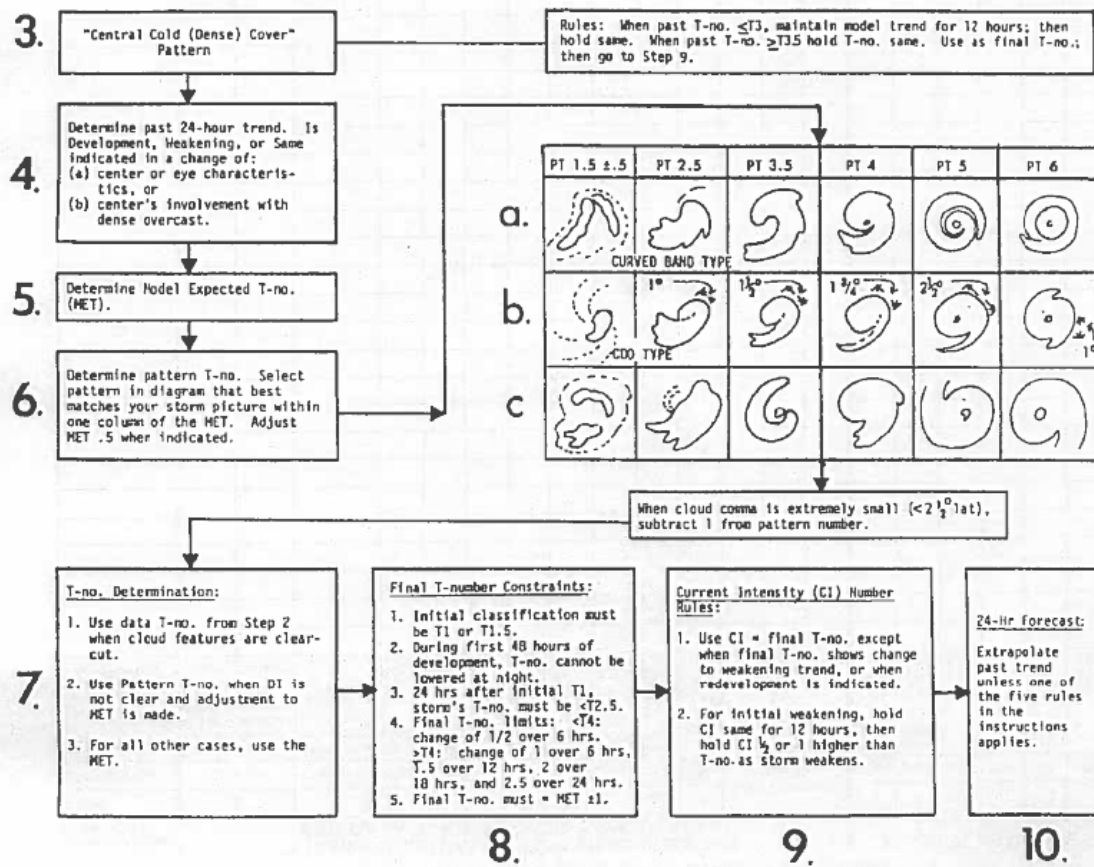 3.
"Central Cold (Dense) Cover"
Pattern
Rules: When past T-no. ≤T3, maintain model trend for 12 hours; then
hold same. When past T-no. ≥T3.5 hold T-no. same. Use as final T-no.;
then go to Step 9.
4.
Determine past 24-hour trend. Is
Development, Weakening, or Same
indicated in a change of:
(a) center or eye characteris-
tics, or
(b) center's involvement with
dense overcast.
5.
Determine Model Expected T-no.
(MET).
6.
Determine pattern T-no. Select
pattern in diagram that best
matches your storm picture within
one column of the MET. Adjust
MET .5 when indicated.
PT 1.5 ±.5 PT 2.5 PT 3.5 PT 4 PT 5 PT 6
a.
CURVED BAND TYPE
b.
1° 1½° 1¾° 2½° 1°
CDO TYPE
c
When cloud comma is extremely small (<2½° lat),
subtract 1 from pattern number.
7.
T-no. Determination:
1. Use data T-no. from Step 2
when cloud features are clear-
cut.
2. Use Pattern T-no. when DT is
not clear and adjustment to
MET is made.
3. For all other cases, use the
MET.
Final T-number Constraints:
1. Initial classification must
be T1 or T1.5.
2. During first 48 hours of
development, T-no. cannot be
lowered at night.
3. 24 hrs after initial T1,
storm's T-no. must be <T2.5.
4. Final T-no. limits: <T4:
change of 1/2 over 6 hrs.
>T4: change of 1 over 6 hrs,
1.5 over 12 hrs, 2 over
18 hrs, and 2.5 over 24 hrs.
5. Final T-no. must = MET ±1.
8.
Current Intensity (CI) Number
Rules:
1. Use CI = final T-no. except
when final T-no. shows change
to weakening trend, or when
redevelopment is indicated.
2. For initial weakening, hold
CI same for 12 hours, then
hold CI ½ or 1 higher than
T-no. as storm weakens.
9.
24-Hr forecast:
Extrapolate
past trend
unless one of
the five rules
in the
instructions
applies.
10.